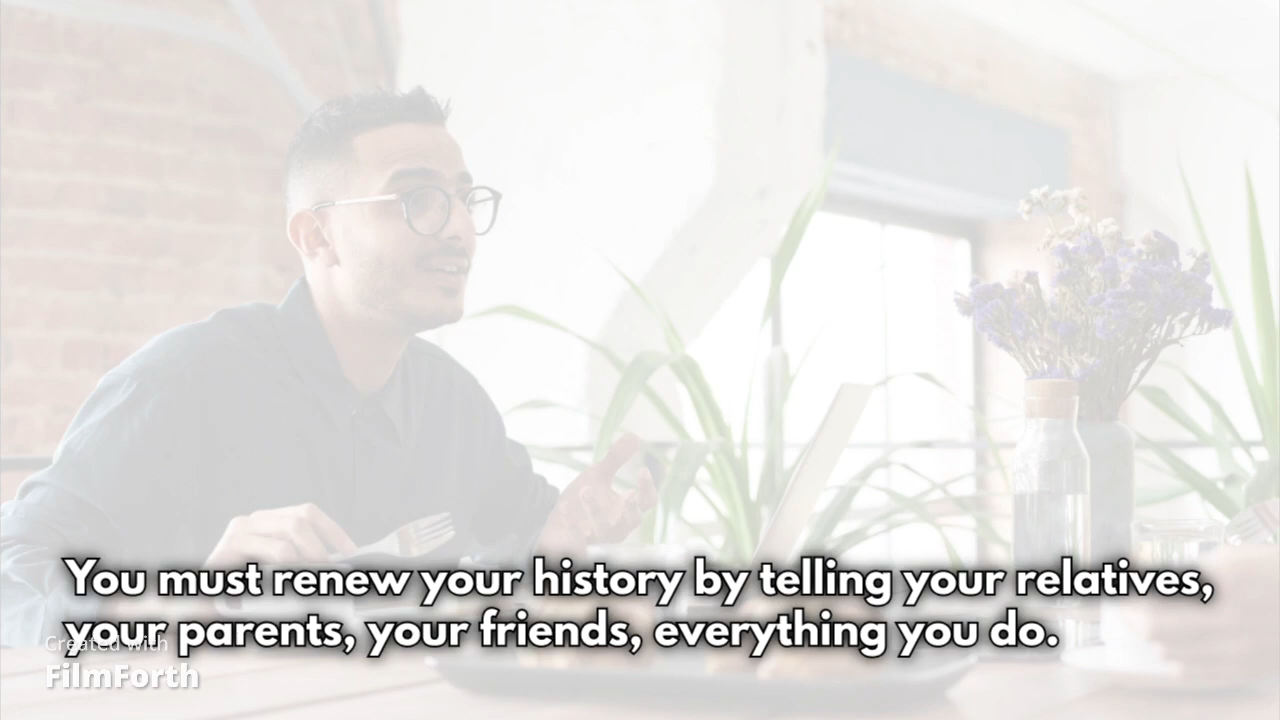 You must renew your history by telling your relatives,
your parents, your friends, everything you do.
Created with
FilmForth